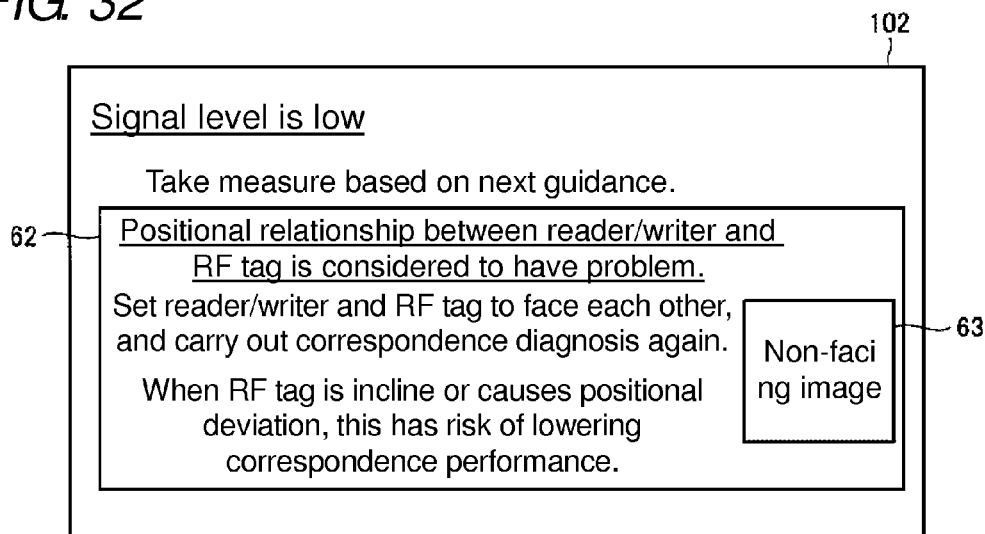 FIG. 32
102
Signal level is low
Take measure based on next guidance.
62
Positional relationship between reader/writer and
RF tag is considered to have problem.
Set reader/writer and RF tag to face each other,
and carry out correspondence diagnosis again.
63
Non-faci
ng image
When RF tag is incline or causes positional
deviation, this has risk of lowering
correspondence performance.